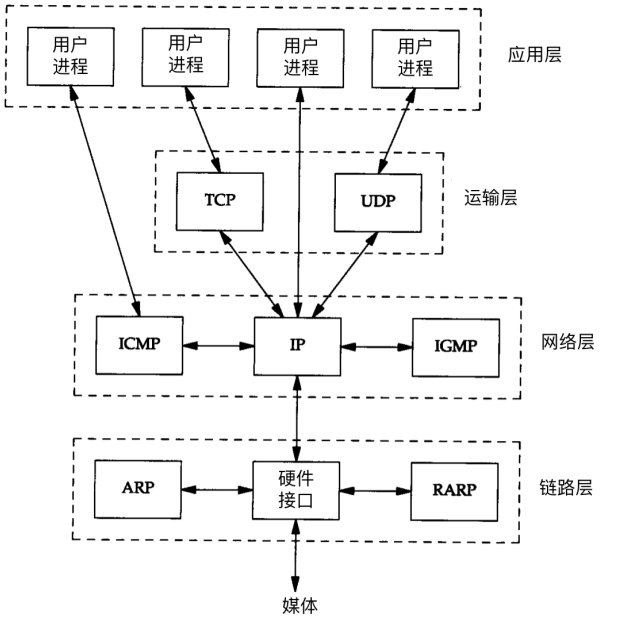 用户
进程
用户
进程
用户
进程
用户
进程
应用层
TCP
UDP
运输层
ICMP
IP
IGMP
网络层
ARP
硬件
接口
RARP
链路层
媒体